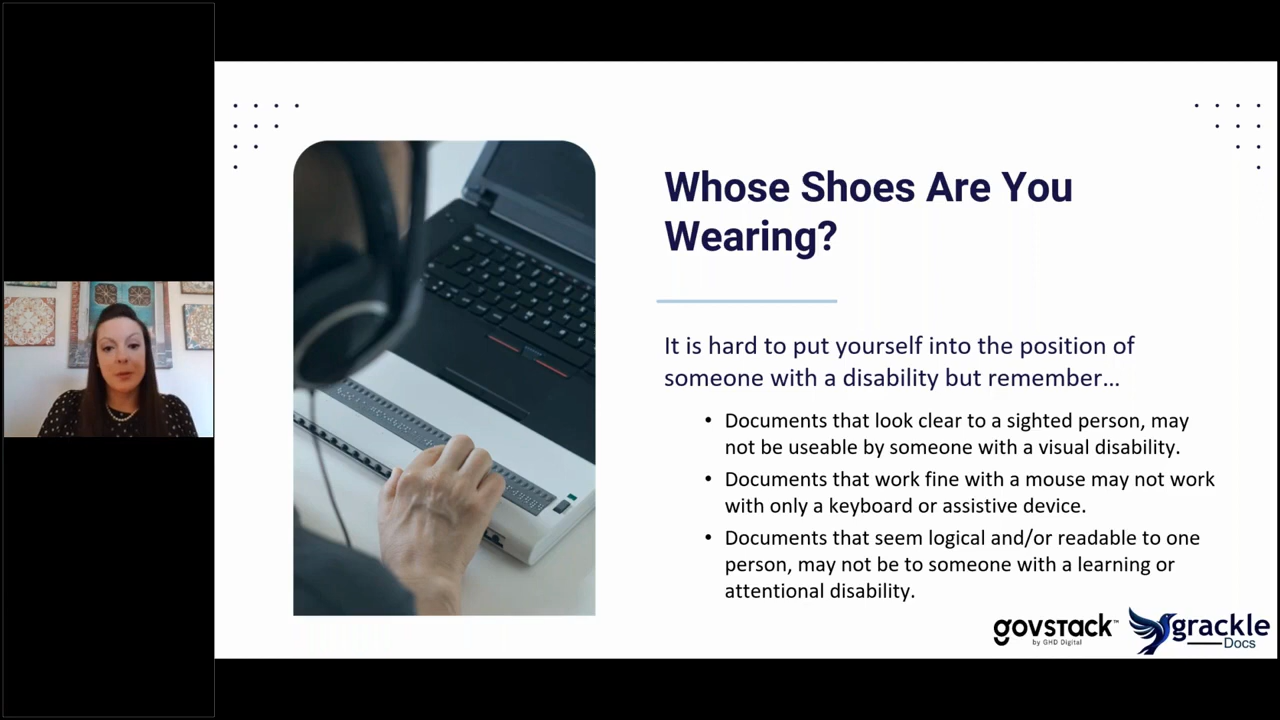 Whose Shoes Are You
Wearing?
It is hard to put yourself into the position of
someone with a disability but remember...
• Documents that look clear to a sighted person, may
not be useable by someone with a visual disability.
• Documents that work fine with a mouse may not work
with only a keyboard or assistive device.
• Documents that seem logical and/or readable to one
person, may not be to someone with a learning or
attentional disability.
govstack™
by GHD Digital
grackle
Docs